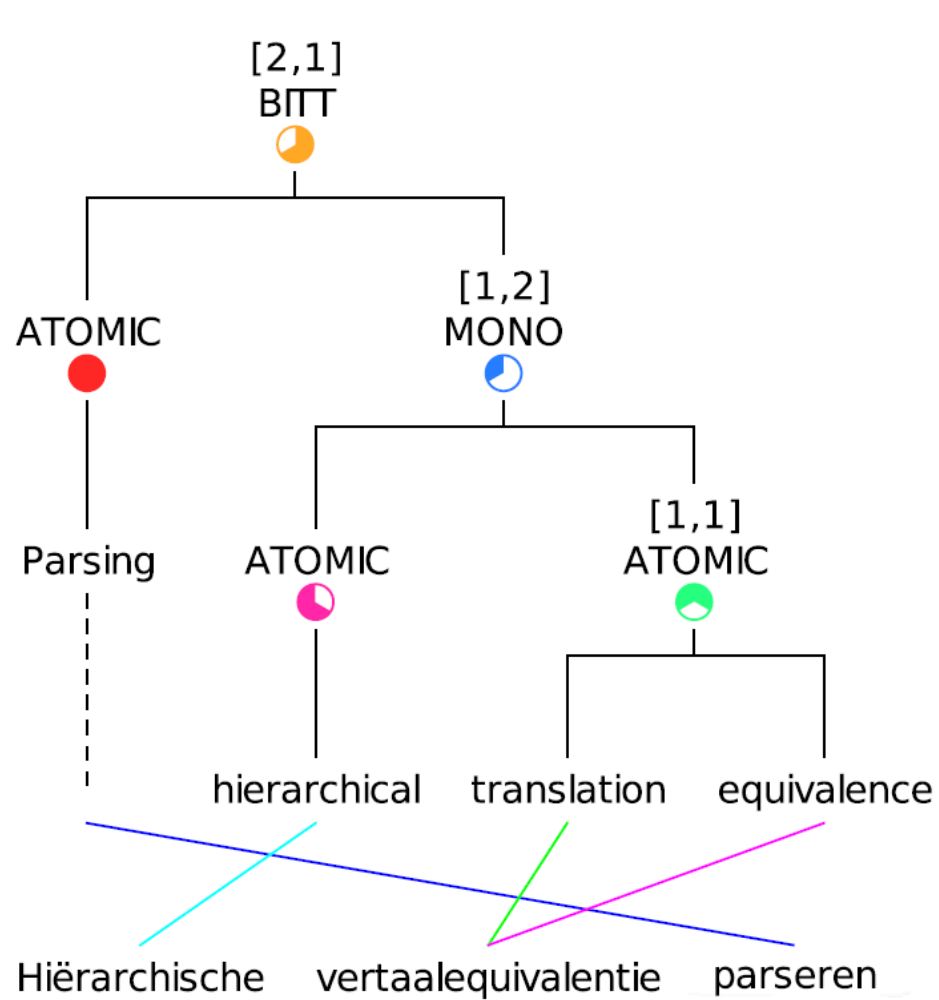 [2,1]
BITT
[1,2]
ATOMIC MONO
[1,1]
Parsing ATOMIC ATOMIC
hierarchical translation equivalence
Hiërarchische vertaalequivalentie parseren